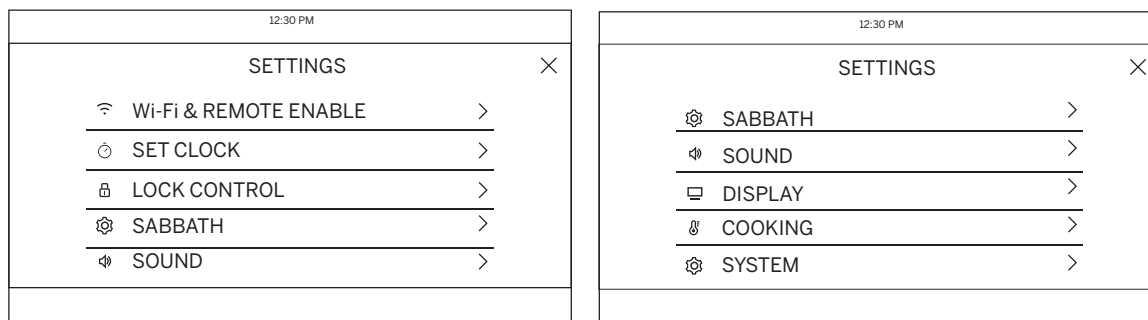 12:30 PM
SETTINGS
Wi-Fi & REMOTE ENABLE
SET CLOCK
LOCK CONTROL
SABBATH
SOUND
12:30 PM
SETTINGS
SABBATH
SOUND
DISPLAY
COOKING
SYSTEM